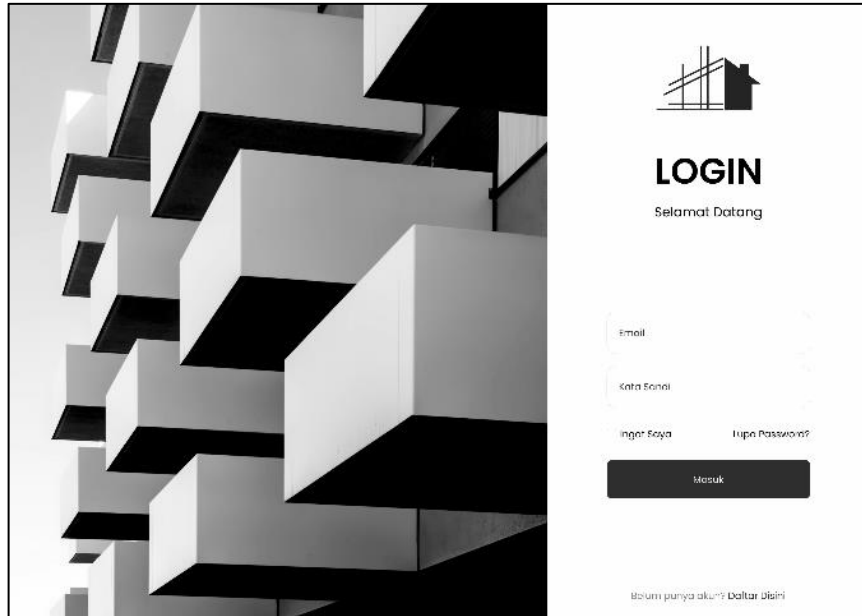 LOGIN
Selamat Datang
Email
Kata Sandi
Ingat Saya
Lupa Password?
Masuk
Belum punya akun? Daftar Disini